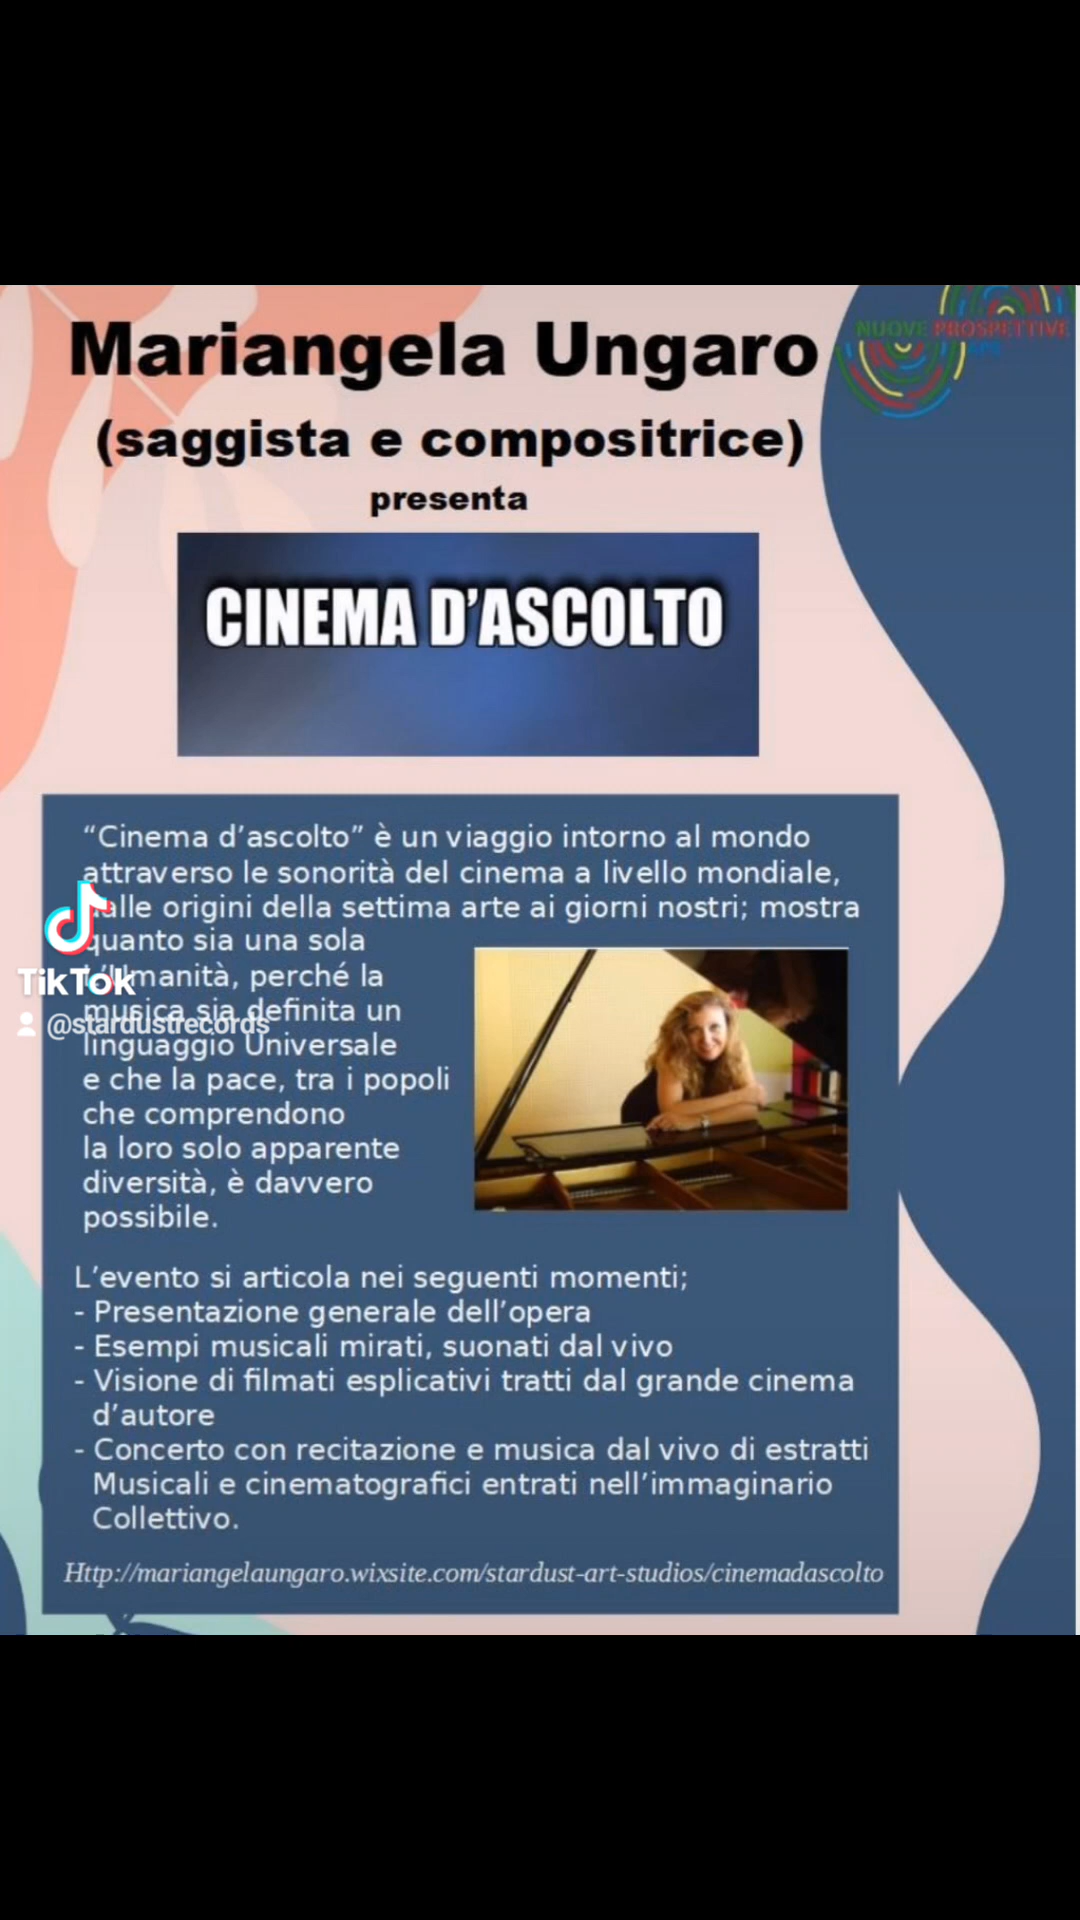 Mariangela Ungaro
NUOVE PROSPETTIVE
(saggista e compositrice)
presenta
CINEMA D'ASCOLTO
“Cinema d’ascolto” è un viaggio intorno al mondo
attraverso le sonorità del cinema a livello mondiale,
dalle origini della settima arte ai giorni nostri; mostra
quanto sia una sola
L’Umanità, perché la
musica sia definita un
linguaggio Universale
e che la pace, tra i popoli
che comprendono
la loro solo apparente
diversità, è davvero
possibile.
TikTok
@stardustrecords
L’evento si articola nei seguenti momenti;
- Presentazione generale dell’opera
- Esempi musicali mirati, suonati dal vivo
- Visione di filmati esplicativi tratti dal grande cinema
d’autore
- Concerto con recitazione e musica dal vivo di estratti
Musicali e cinematografici entrati nell’immaginario
Collettivo.
Http://mariangelaungaro.wixsite.com/stardust-art-studios/cinemadascolto